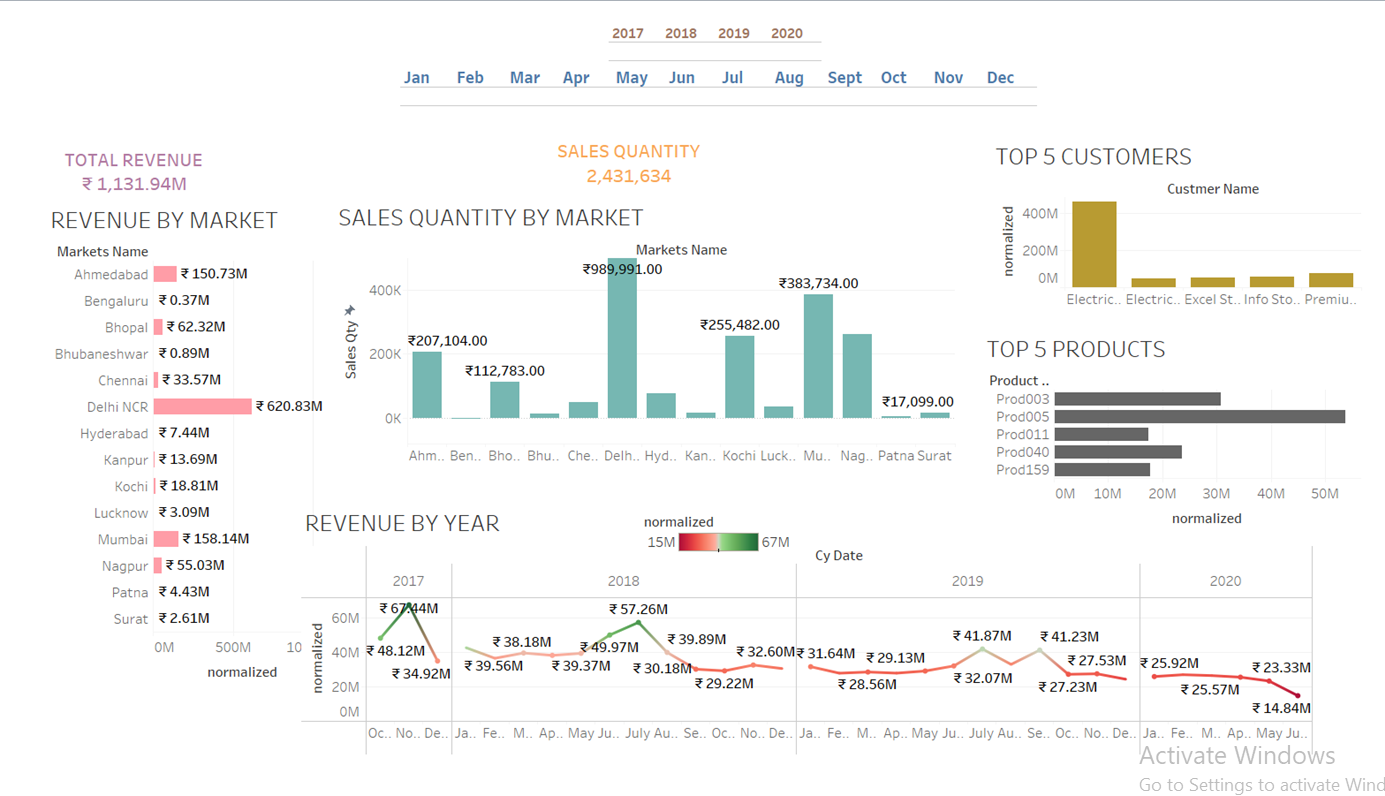 2017 2018 2019 2020
Jan Feb Mar Apr May Jun Jul Aug Sept Oct Nov Dec
TOTAL REVENUE
₹ 1,131.94M
SALES QUANTITY
2,431,634
REVENUE BY MARKET
Markets Name
Ahmedabad ₹ 150.73M
Bengaluru ₹ 0.37M
Bhopal ₹ 62.32M
Bhubaneshwar ₹ 0.89M
Chennai ₹ 33.57M
Delhi NCR ₹ 620.83M
Hyderabad ₹ 7.44M
Kanpur ₹ 13.69M
Kochi ₹ 18.81M
Lucknow ₹ 3.09M
Mumbai ₹ 158.14M
Nagpur ₹ 55.03M
Patna ₹ 4.43M
Surat ₹ 2.61M
0M 500M 10
normalized
SALES QUANTITY BY MARKET
Markets Name
Sales Qty
400K
200K
0K
₹207,104.00
₹112,783.00
₹989,991.00
₹255,482.00
₹383,734.00
₹17,099.00
Ahm.. Ben.. Bho.. Bhu.. Che.. Delh.. Hyd.. Kan.. Kochi Luck.. Mu.. Nag.. Patna Surat
TOP 5 CUSTOMERS
Custmer Name
normalized
400M
200M
0M
Electric.. Electric.. Excel St.. Info Sto.. Premiu..
TOP 5 PRODUCTS
Product ..
Prod003
Prod005
Prod011
Prod040
Prod159
0M 10M 20M 30M 40M 50M
normalized
REVENUE BY YEAR
normalized
15M 67M
Cy Date
2017 2018 2019 2020
normalized
60M
40M
20M
0M
₹ 48.12M
₹ 67.44M
₹ 34.92M
₹ 39.56M
₹ 38.18M
₹ 39.37M
₹ 49.97M
₹ 57.26M
₹ 39.89M
₹ 30.18M
₹ 29.22M
₹ 32.60M
₹ 31.64M
₹ 28.56M
₹ 29.13M
₹ 32.07M
₹ 41.87M
₹ 41.23M
₹ 27.23M
₹ 27.53M
₹ 25.92M
₹ 25.57M
₹ 23.33M
₹ 14.84M
Oc.. No.. De.. Ja.. Fe.. M.. Ap.. May Ju.. July Au.. Se.. Oc.. No.. De.. Ja.. Fe.. M.. Ap.. May Ju.. July Au.. Se.. Oc.. No.. De.. Ja.. Fe.. M.. Ap.. May Ju..
Activate Windows
Go to Settings to activate Wind